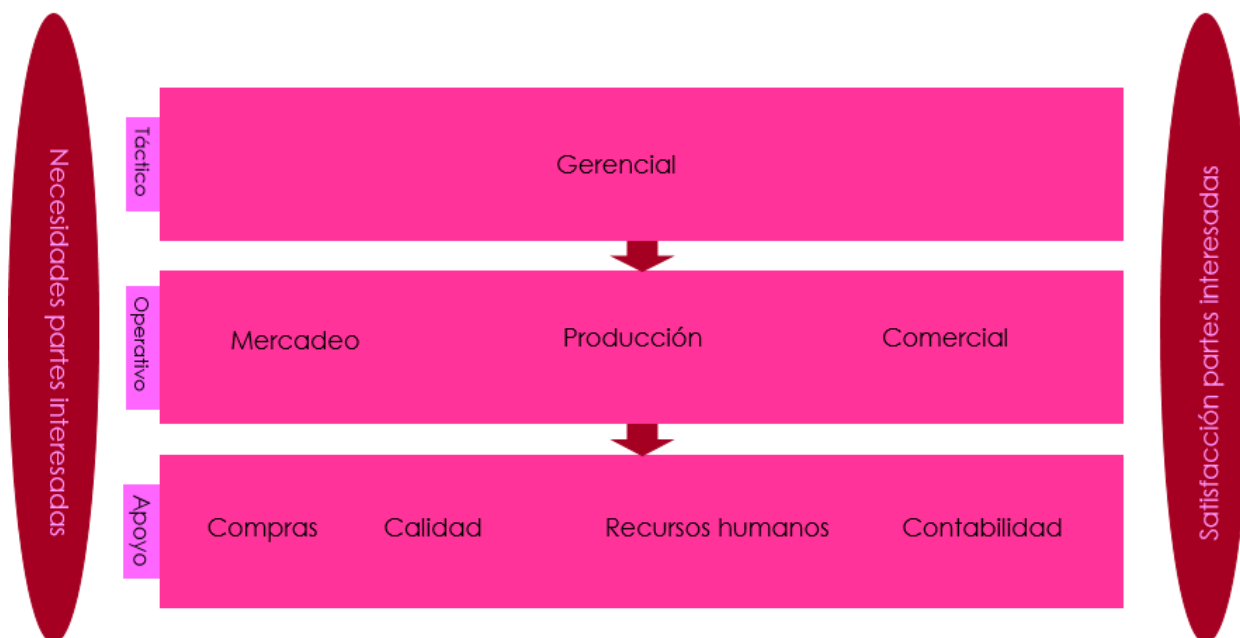 Necesidades partes interesadas
Táctico
Gerencial
Operativo
Mercadeo
Producción
Comercial
Apoyo
Compras
Calidad
Recursos humanos
Contabilidad
Satisfacción partes interesadas